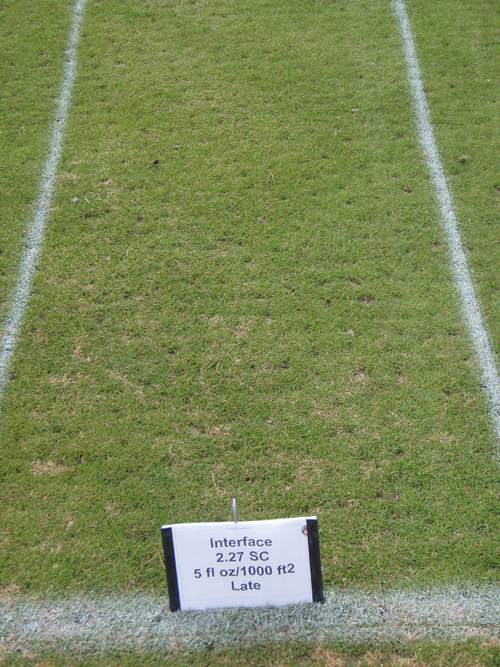 Interface
2.27 SC
5 fl oz/1000 ft2
Late